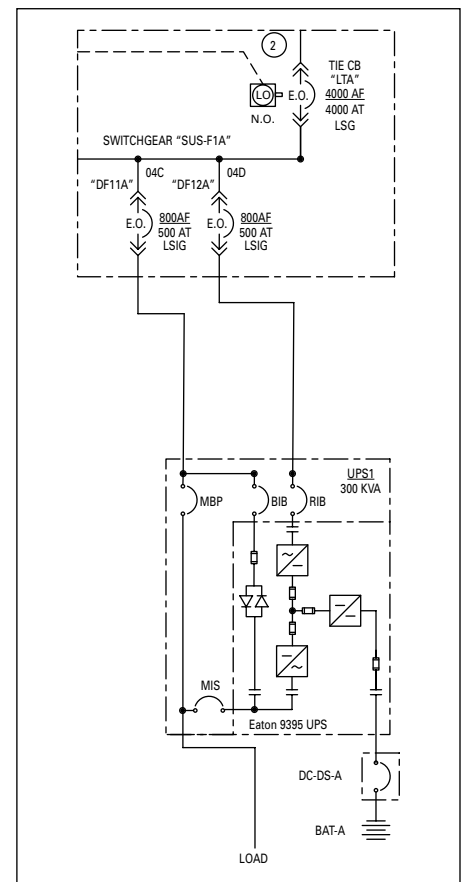 2
TIE CB
"LTA"
4000 AF
4000 AT
LSG
LO
E.O.
N.O.
SWITCHGEAR "SUS-F1A"
04C
04D
"DF11A"
"DF12A"
E.O.
800AF
500 AT
LSIG
E.O.
800AF
500 AT
LSIG
UPS1
300 KVA
MBP
BIB
RIB
MIS
Eaton 9395 UPS
DC-DS-A
BAT-A
LOAD